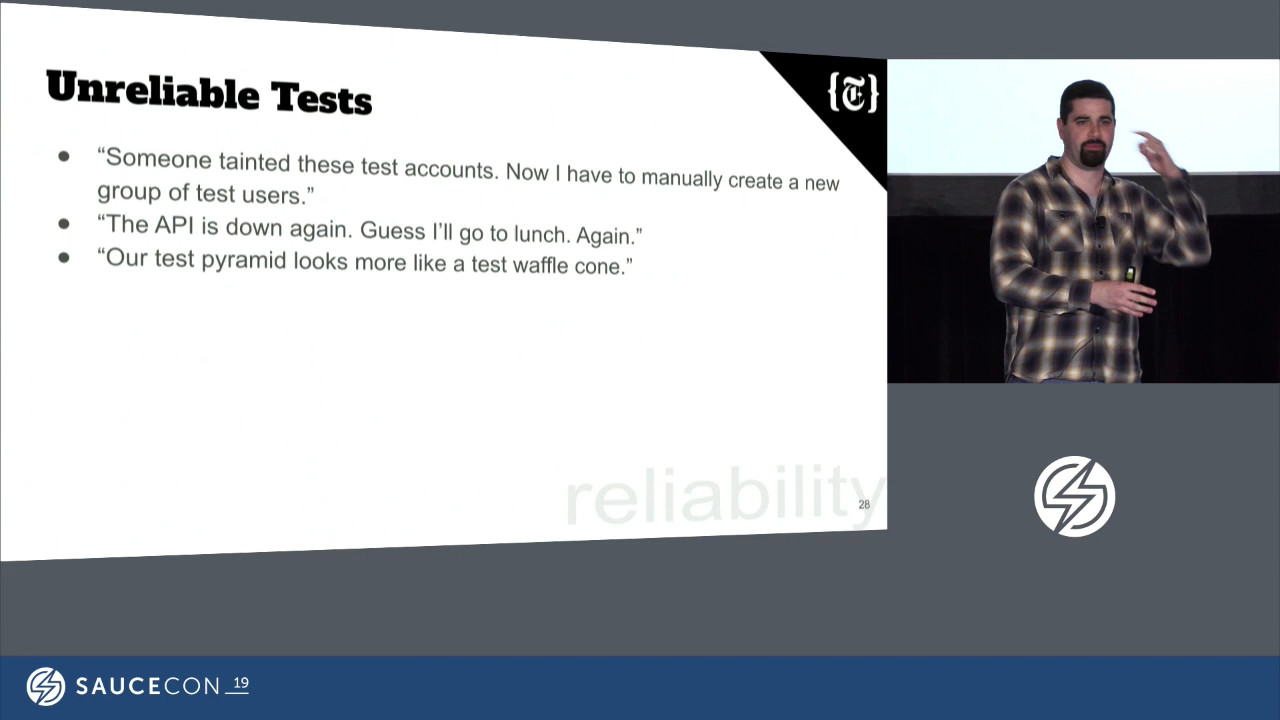 Unreliable Tests
{T}
● “Someone tainted these test accounts. Now I have to manually create a new
group of test users.”
● “The API is down again. Guess I’ll go to lunch. Again.”
● “Our test pyramid looks more like a test waffle cone.”
reliability
28
SAUCECON_19